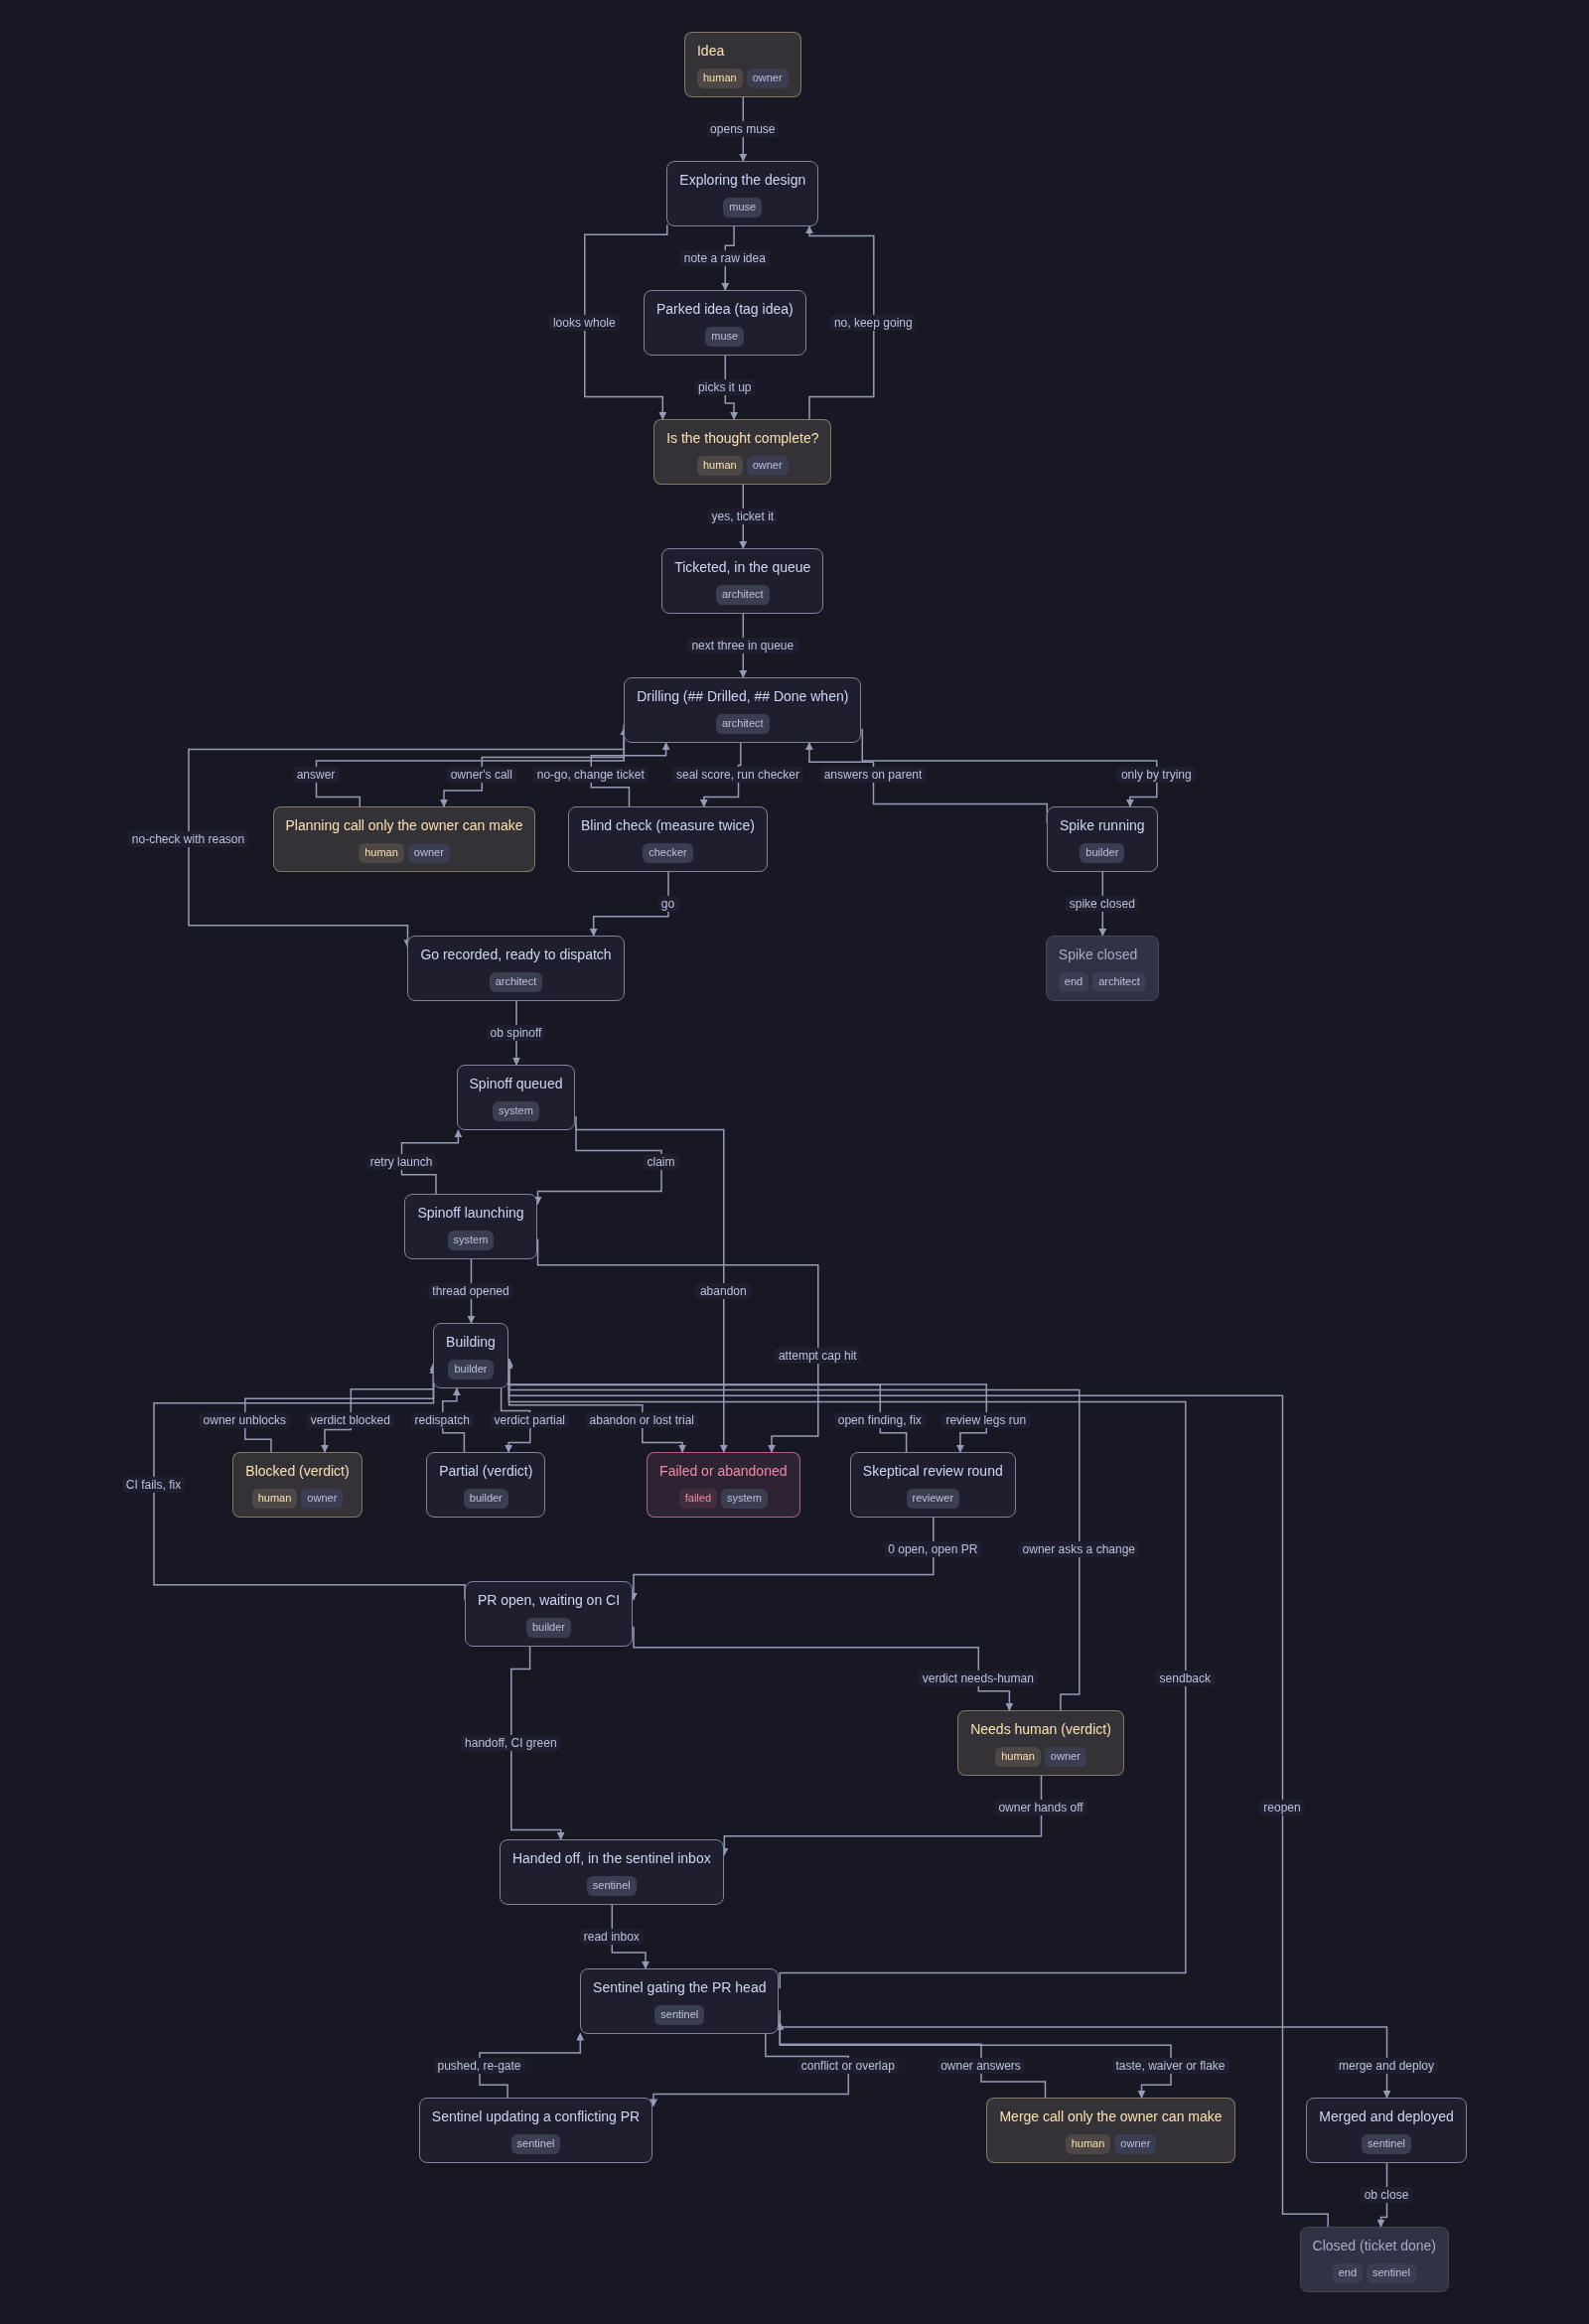 Idea
human owner
opens muse
Exploring the design
muse
note a raw idea
Parked idea (tag idea)
muse
looks whole
no, keep going
picks it up
Is the thought complete?
human owner
yes, ticket it
Ticketed, in the queue
architect
next three in queue
Drilling (## Drilled, ## Done when)
architect
answer
owner's call
no-go, change ticket
seal score, run checker
answers on parent
only by trying
no-check with reason
Planning call only the owner can make
human owner
Blind check (measure twice)
checker
Spike running
builder
go
spike closed
Go recorded, ready to dispatch
architect
Spike closed
end architect
ob spinoff
Spinoff queued
system
retry launch
claim
Spinoff launching
system
thread opened
abandon
Building
builder
attempt cap hit
owner unblocks
verdict blocked
redispatch
verdict partial
abandon or lost trial
open finding, fix
review legs run
CI fails, fix
Blocked (verdict)
human owner
Partial (verdict)
builder
Failed or abandoned
failed system
Skeptical review round
reviewer
0 open, open PR
owner asks a change
PR open, waiting on CI
builder
verdict needs-human
sendback
Needs human (verdict)
human owner
handoff, CI green
owner hands off
reopen
Handed off, in the sentinel inbox
sentinel
read inbox
Sentinel gating the PR head
sentinel
pushed, re-gate
conflict or overlap
owner answers
taste, waiver or flake
merge and deploy
Sentinel updating a conflicting PR
sentinel
Merge call only the owner can make
human owner
Merged and deployed
sentinel
ob close
Closed (ticket done)
end sentinel